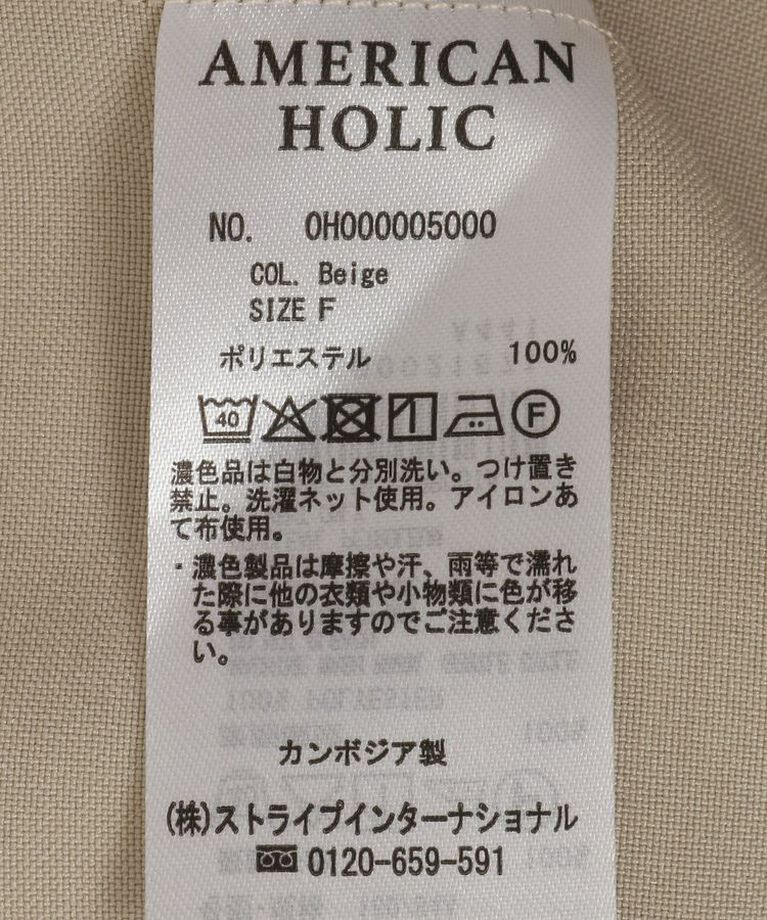 AMERICAN
HOLIC
NO. 0H000005000
COL. Beige
SIZE F
ポリエステル 100%
40 F
濃色品は白物と分別洗い。つけ置き
禁止。洗濯ネット使用。アイロンあ
て布使用。
・濃色製品は摩擦や汗、雨等で濡れ
た際に他の衣類や小物類に色が移
る事がありますのでご注意くださ
い。
カンボジア製
(株)ストライプインターナショナル
0120-659-591